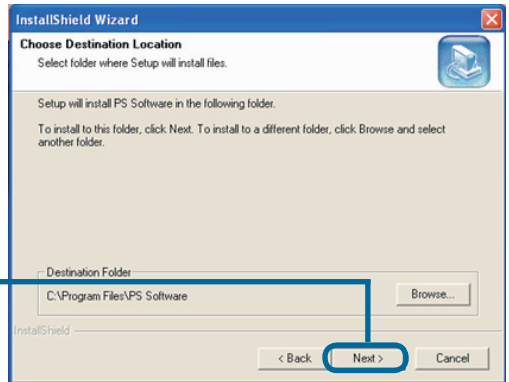 InstallShield Wizard
Choose Destination Location
Select folder where Setup will install files.
Setup will install PS Software in the following folder.
To install to this folder, click Next. To install to a different folder, click Browse and select
another folder.
Destination Folder
C:\Program Files\PS Software
Browse...
InstallShield
< Back
Next >
Cancel